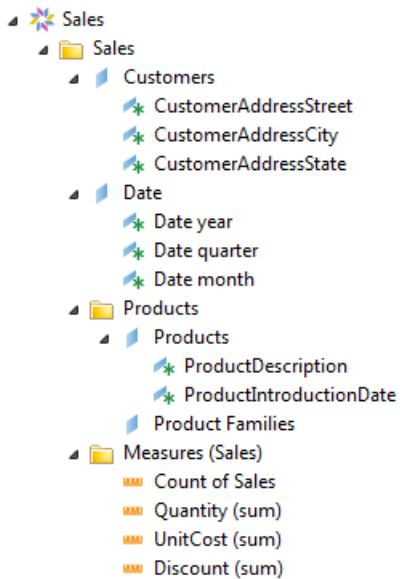 Sales
Sales
Customers
CustomerAddressStreet
CustomerAddressCity
CustomerAddressState
Date
Date year
Date quarter
Date month
Products
Products
ProductDescription
ProductIntroductionDate
Product Families
Measures (Sales)
Count of Sales
Quantity (sum)
UnitCost (sum)
Discount (sum)